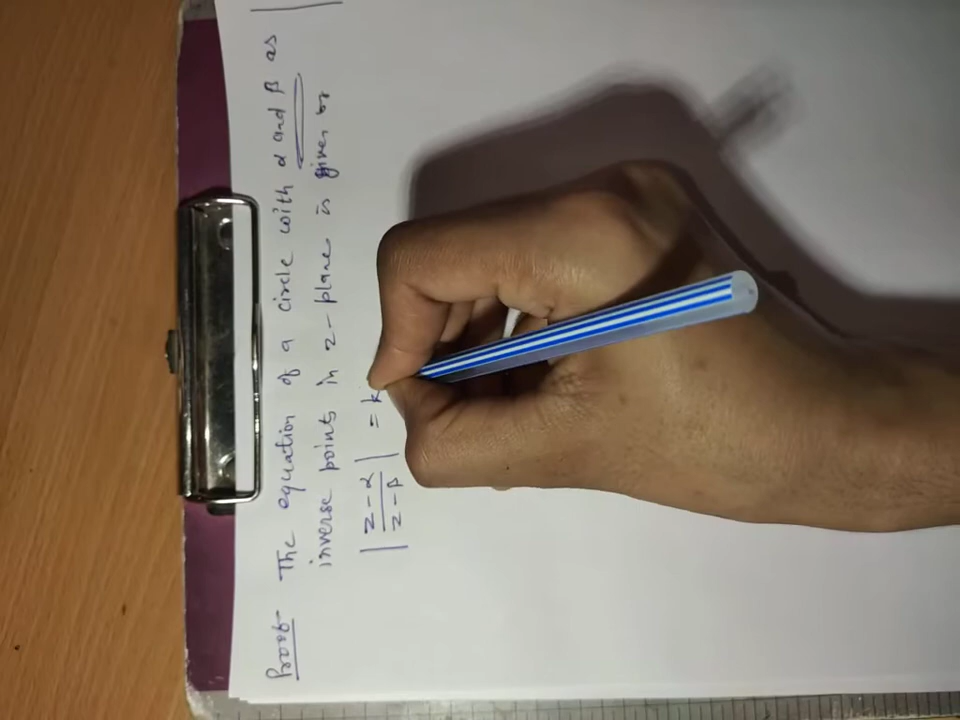 Proof- The equation of a circle with α and β as
inverse points in z-plane is given by
|z-α / z-β| = k